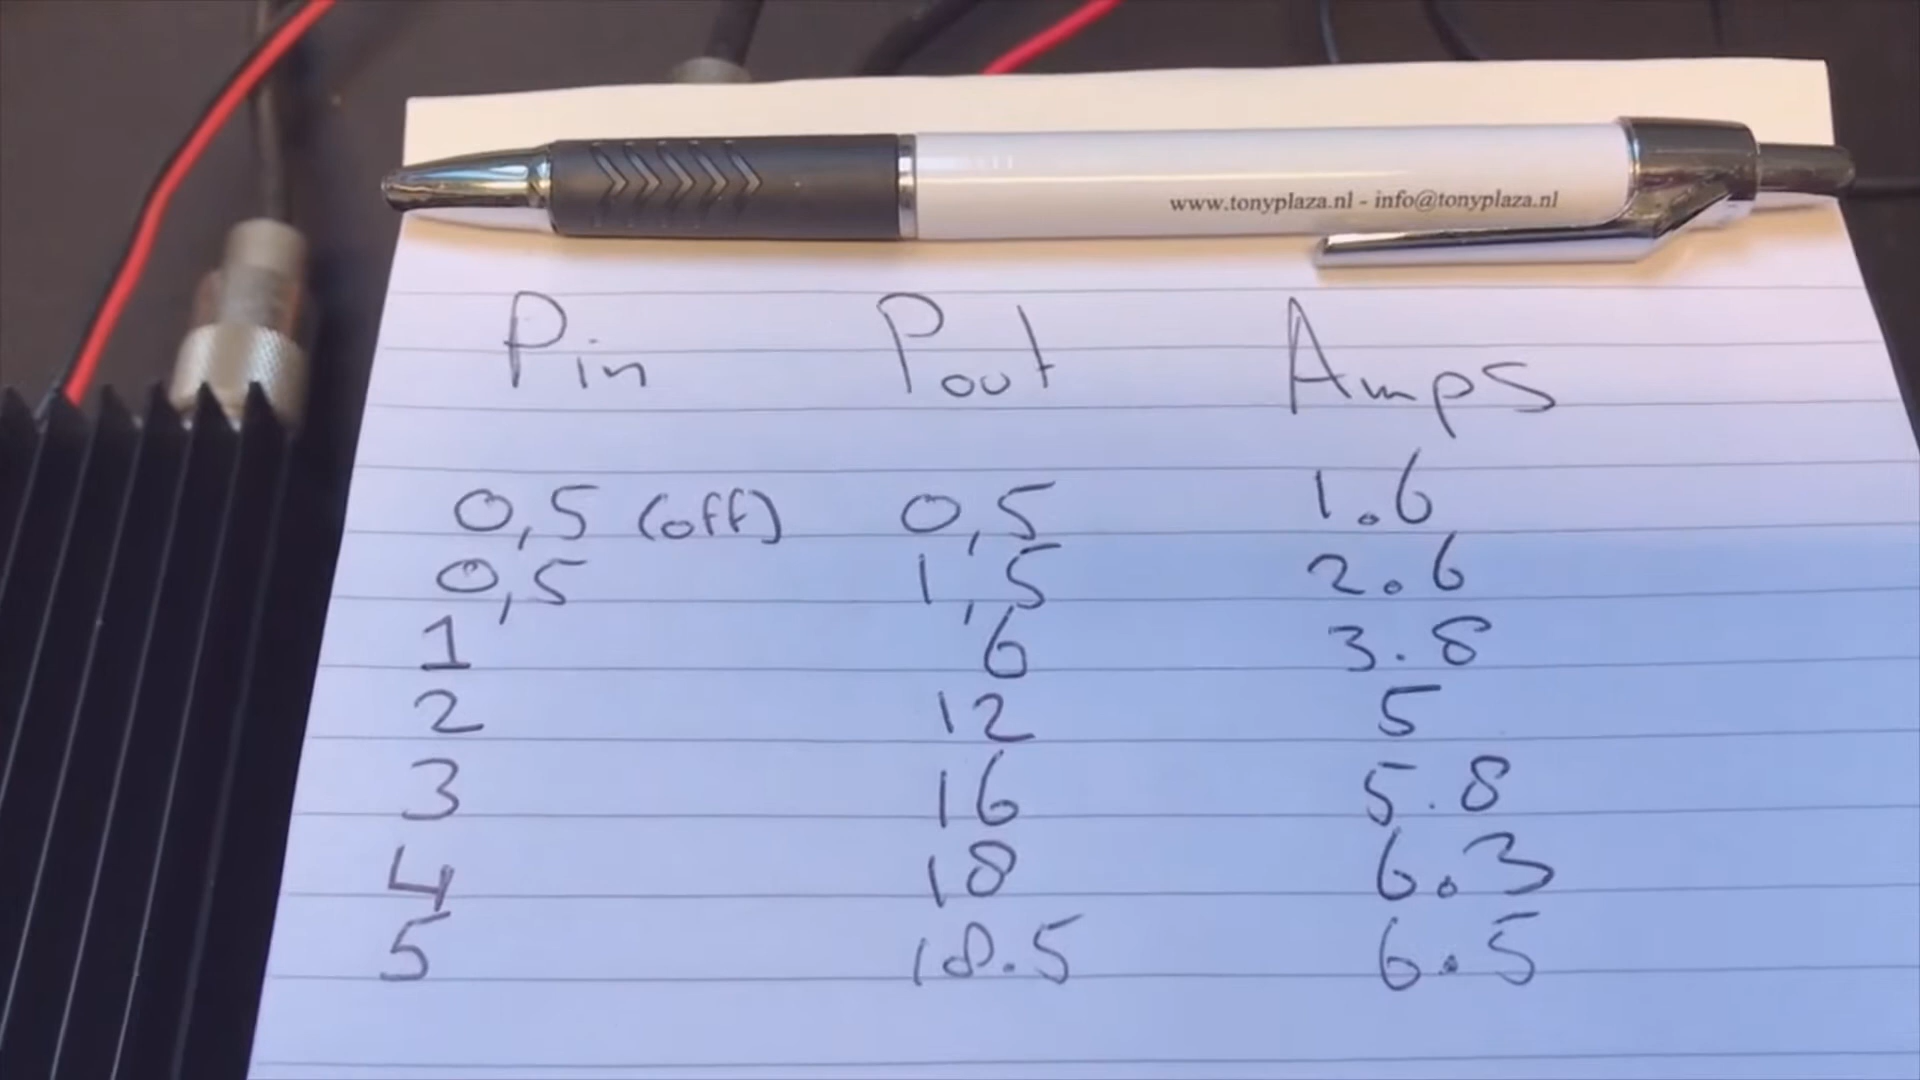 www.tonyplaza.nl - info@tonyplaza.nl
Pin Pout Amps
0,5 (off) 0,5 1.6
0,5 1,5 2.6
1 6 3.8
2 12 5
3 16 5.8
4 18 6.3
5 18.5 6.5